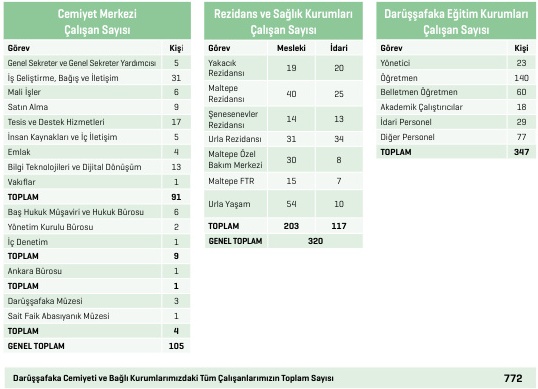 Cemiyet Merkezi
Çalışan Sayısı
Görev Kişi
Genel Sekreter ve Genel Sekreter Yardımcısı 5
İş Geliştirme, Bağış ve İletişim 31
Mali İşler 6
Satın Alma 9
Tesis ve Destek Hizmetleri 17
İnsan Kaynakları ve İç İletişim 5
Emlak 4
Bilgi Teknolojileri ve Dijital Dönüşüm 13
Vakıflar 1
TOPLAM 91
Baş Hukuk Müşaviri ve Hukuk Bürosu 6
Yönetim Kurulu Bürosu 2
İç Denetim 1
TOPLAM 9
Ankara Bürosu 1
TOPLAM 1
Darüşşafaka Müzesi 3
Sait Faik Abasıyanık Müzesi 1
TOPLAM 4
GENEL TOPLAM 105
Rezidans ve Sağlık Kurumları
Çalışan Sayısı
Görev Mesleki İdari
Yakacık
Rezidansı 19 20
Maltepe
Rezidansı 40 25
Şenesenevler
Rezidansı 14 13
Urla Rezidansı 31 34
Maltepe Özel
Bakım Merkezi 30 8
Maltepe FTR 15 7
Urla Yaşam 54 10
TOPLAM 203 117
GENEL TOPLAM 320
Darüşşafaka Eğitim Kurumları
Çalışan Sayısı
Görev Kişi
Yönetici 23
Öğretmen 140
Belletmen Öğretmen 60
Akademik Çalıştırıcılar 18
İdari Personel 29
Diğer Personel 77
TOPLAM 347
Darüşşafaka Cemiyeti ve Bağlı Kurumlarımızdaki Tüm Çalışanlarımızın Toplam Sayısı 772